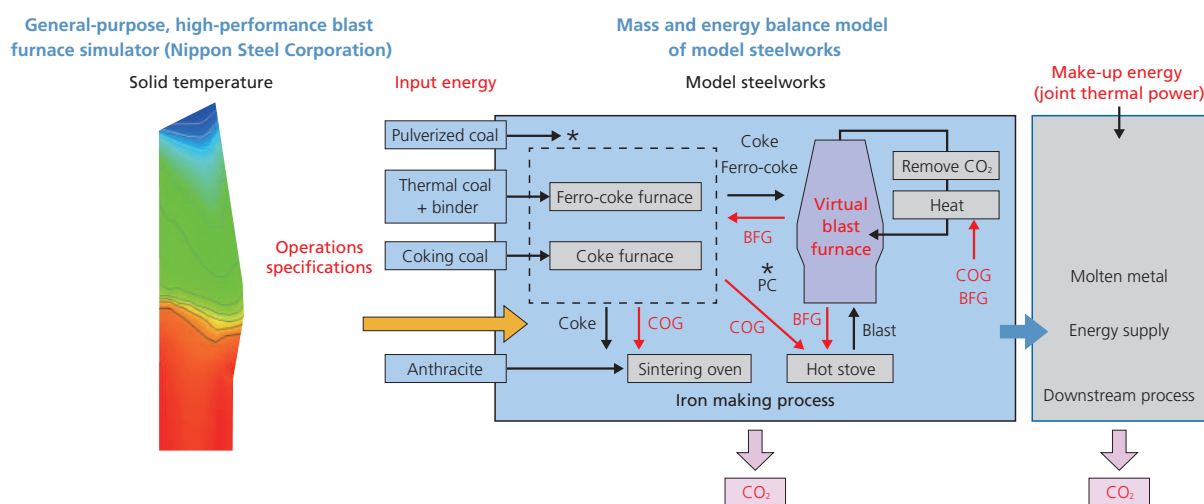 General-purpose, high-performance blast
furnace simulator (Nippon Steel Corporation)
Solid temperature
Mass and energy balance model
of model steelworks
Input energy
Model steelworks
Make-up energy
(joint thermal power)
Pulverized coal
*
Thermal coal
+ binder
Coking coal
Anthracite
Operations
specifications
Ferro-coke furnace
Coke furnace
Coke
Ferro-coke
BFG
Virtual
blast
furnace
Remove CO₂
Heat
COG
BFG
*
PC
Coke
COG
COG
BFG
Blast
Sintering oven
Hot stove
Iron making process
Molten metal
Energy supply
Downstream process
CO₂
CO₂